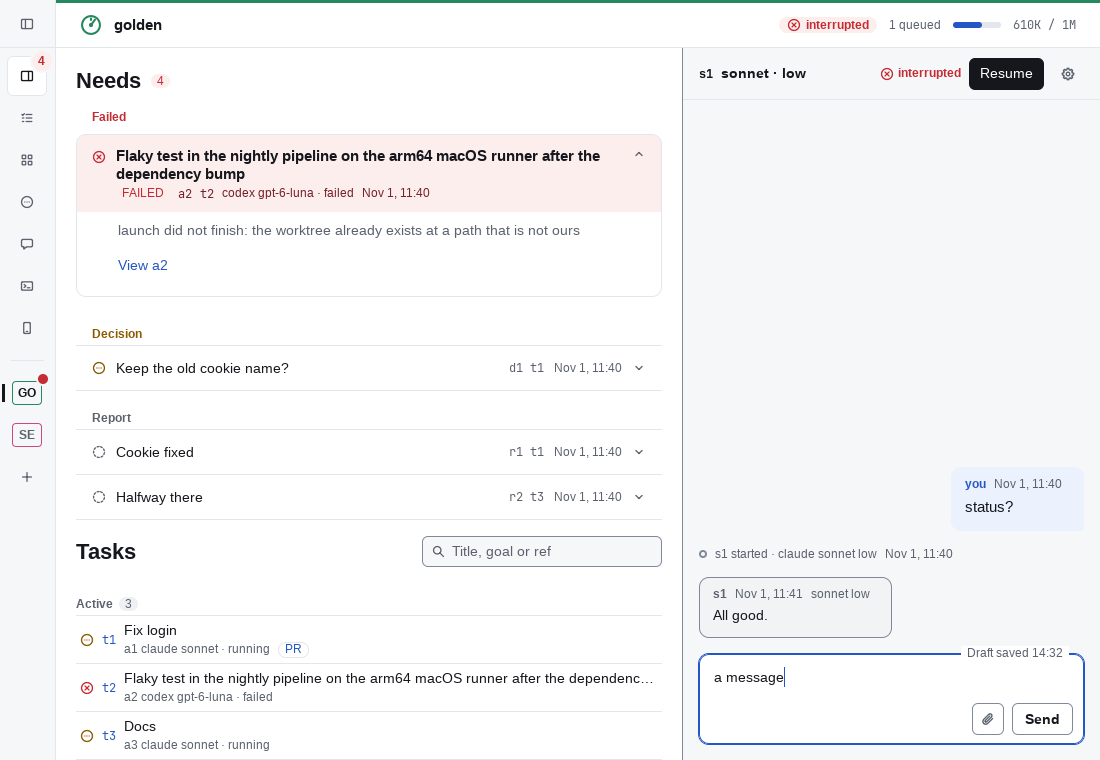 golden
interrupted
1 queued
610K / 1M
4
GO
SE
Needs 4
Failed
Flaky test in the nightly pipeline on the arm64 macOS runner after the
dependency bump
FAILED a2 t2 codex gpt-6-luna · failed Nov 1, 11:40
launch did not finish: the worktree already exists at a path that is not ours
View a2
Decision
Keep the old cookie name? d1 t1 Nov 1, 11:40
Report
Cookie fixed r1 t1 Nov 1, 11:40
Halfway there r2 t3 Nov 1, 11:40
Tasks
Title, goal or ref
Active 3
t1 Fix login
a1 claude sonnet · running PR
t2 Flaky test in the nightly pipeline on the arm64 macOS runner after the dependenc…
a2 codex gpt-6-luna · failed
t3 Docs
a3 claude sonnet · running
s1 sonnet · low
interrupted
Resume
you Nov 1, 11:40
status?
s1 started · claude sonnet low Nov 1, 11:40
s1 Nov 1, 11:41 sonnet low
All good.
Draft saved 14:32
a message
Send